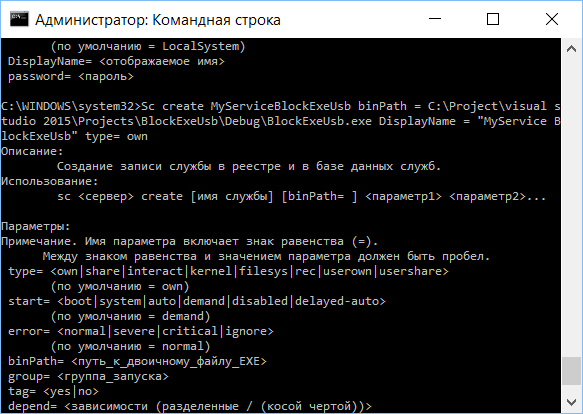 Администратор: Командная строка
(по умолчанию = LocalSystem)
DisplayName= <отображаемое имя>
password= <пароль>
C:\WINDOWS\system32>Sc create MyServiceBlockExeUsb binPath = C:\Project\visual s
tudio 2015\Projects\BlockExeUsb\Debug\BlockExeUsb.exe DisplayName = "MyService B
lockExeUsb" type= own
Описание:
Создание записи службы в реестре и в базе данных служб.
Использование:
sc <сервер> create [имя службы] [binPath= ] <параметр1> <параметр2>...
Параметры:
Примечание. Имя параметра включает знак равенства (=).
Между знаком равенства и значением параметра должен быть пробел.
type= <own|share|interact|kernel|filesys|rec|userown|usershare>
(по умолчанию = own)
start= <boot|system|auto|demand|disabled|delayed-auto>
(по умолчанию = demand)
error= <normal|severe|critical|ignore>
(по умолчанию = normal)
binPath= <путь_к_двоичному_файлу_EXE>
group= <группа_запуска>
tag= <yes|no>
depend= <зависимости (разделенные / (косой чертой))>